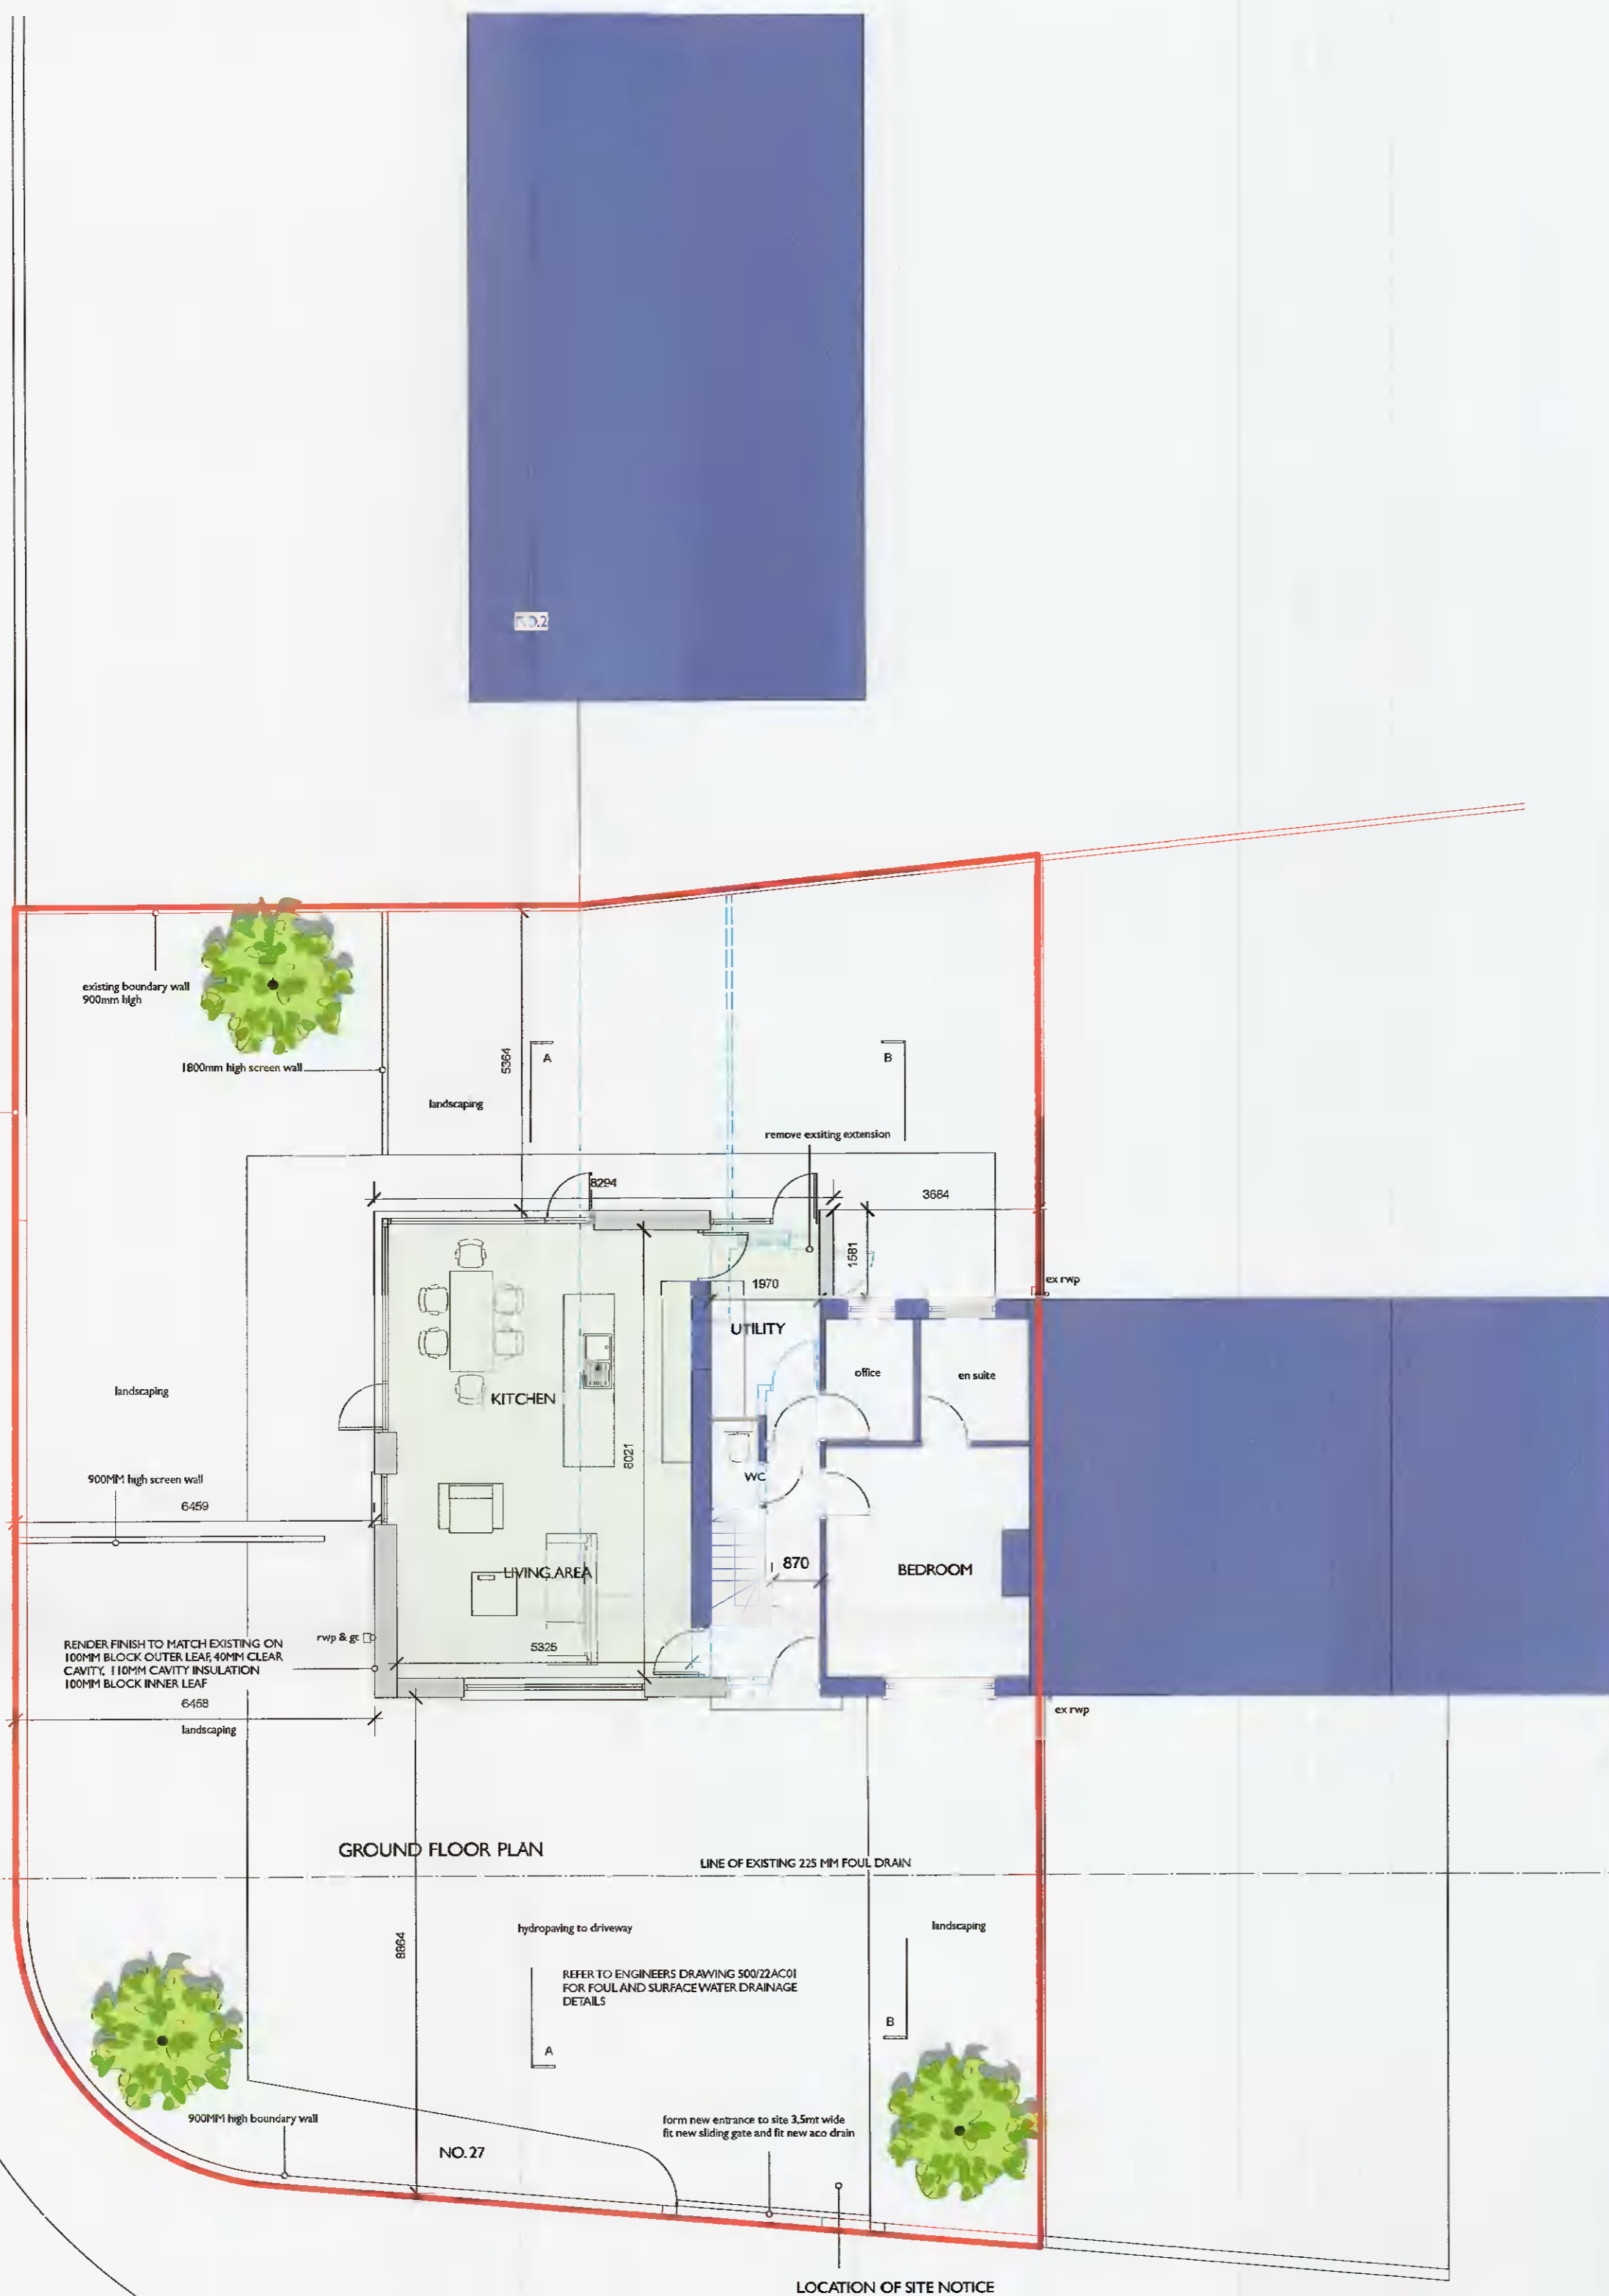 NO.2
existing boundary wall
900mm high
1800mm high screen wall
5364
A
B
landscaping
remove exsiting extension
8294
3684
1581
ex rwp
1970
UTILITY
office
en suite
landscaping
KITCHEN
8021
WC
900MM high screen wall
6459
870
BEDROOM
LIVING AREA
rwp & gt
5325
RENDER FINISH TO MATCH EXISTING ON
100MM BLOCK OUTER LEAF, 40MM CLEAR
CAVITY, 110MM CAVITY INSULATION
100MM BLOCK INNER LEAF
6458
landscaping
ex rwp
GROUND FLOOR PLAN
LINE OF EXISTING 225 MM FOUL DRAIN
hydropaving to driveway
landscaping
8864
REFER TO ENGINEERS DRAWING 500/22AC01
FOR FOUL AND SURFACE WATER DRAINAGE
DETAILS
B
A
900MM high boundary wall
form new entrance to site 3.5mt wide
fit new sliding gate and fit new aco drain
NO. 27
LOCATION OF SITE NOTICE